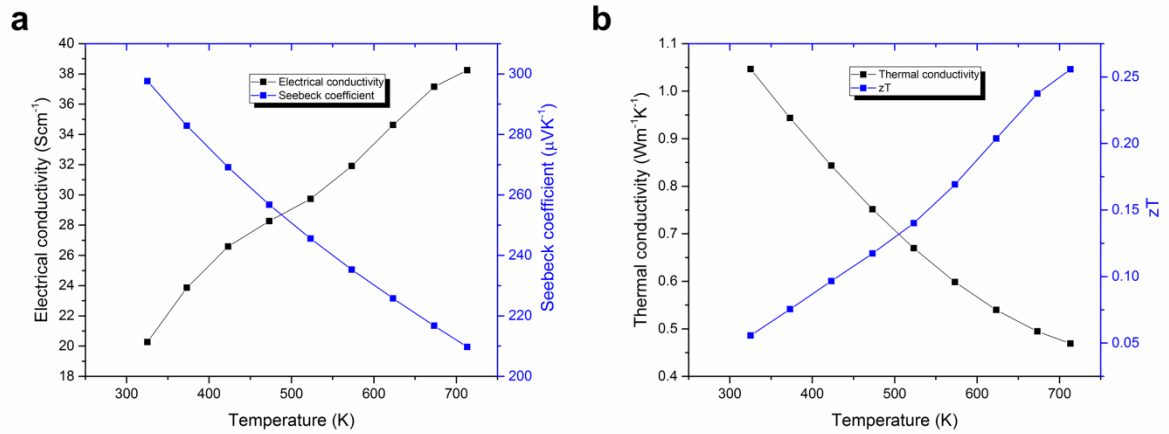 a
40
38
36
34
32
30
28
26
24
22
20
18
Electrical conductivity (Scm⁻¹)
Electrical conductivity
Seebeck coefficient
300
280
260
240
220
200
Seebeck coefficient (μVK⁻¹)
300 400 500 600 700
Temperature (K)
b
1.1
1.0
0.9
0.8
0.7
0.6
0.5
0.4
Thermal conductivity (Wm⁻¹K⁻¹)
Thermal conductivity
zT
0.25
0.20
0.15
0.10
0.05
zT
300 400 500 600 700
Temperature (K)